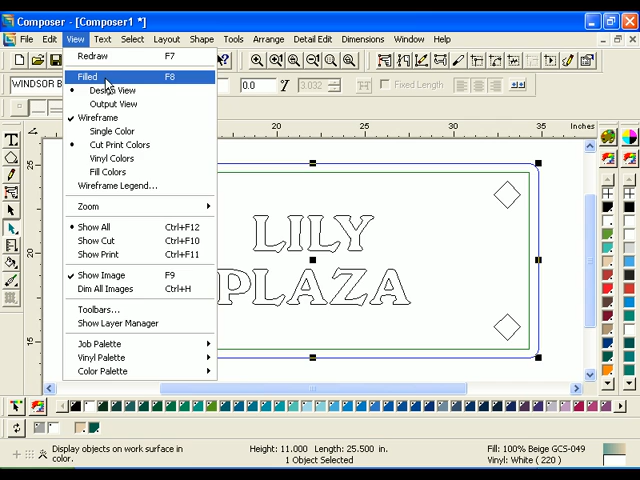 Composer - [Composer1 *]
File Edit View Text Select Layout Shape Tools Arrange Detail Edit Dimensions Window Help
Redraw F7
WINDSOR B
Filled F8
0.0
3.032
Fixed Length
Design View
Output View
Wireframe
Single Color
Cut Print Colors
Vinyl Colors
Fill Colors
Wireframe Legend...
Zoom
Show All Ctrl+F12
Show Cut Ctrl+F10
Show Print Ctrl+F11
Show Image F9
Dim All Images Ctrl+H
Toolbars...
Show Layer Manager
Job Palette
Vinyl Palette
Color Palette
20 25 30 35 Inches
25
20
15
LILY
PLAZA
Display objects on work surface in color.
Height: 11.000 Length: 25.500 in.
1 Object Selected
Fill: 100% Beige GCS-049
Vinyl: White ( 220 )